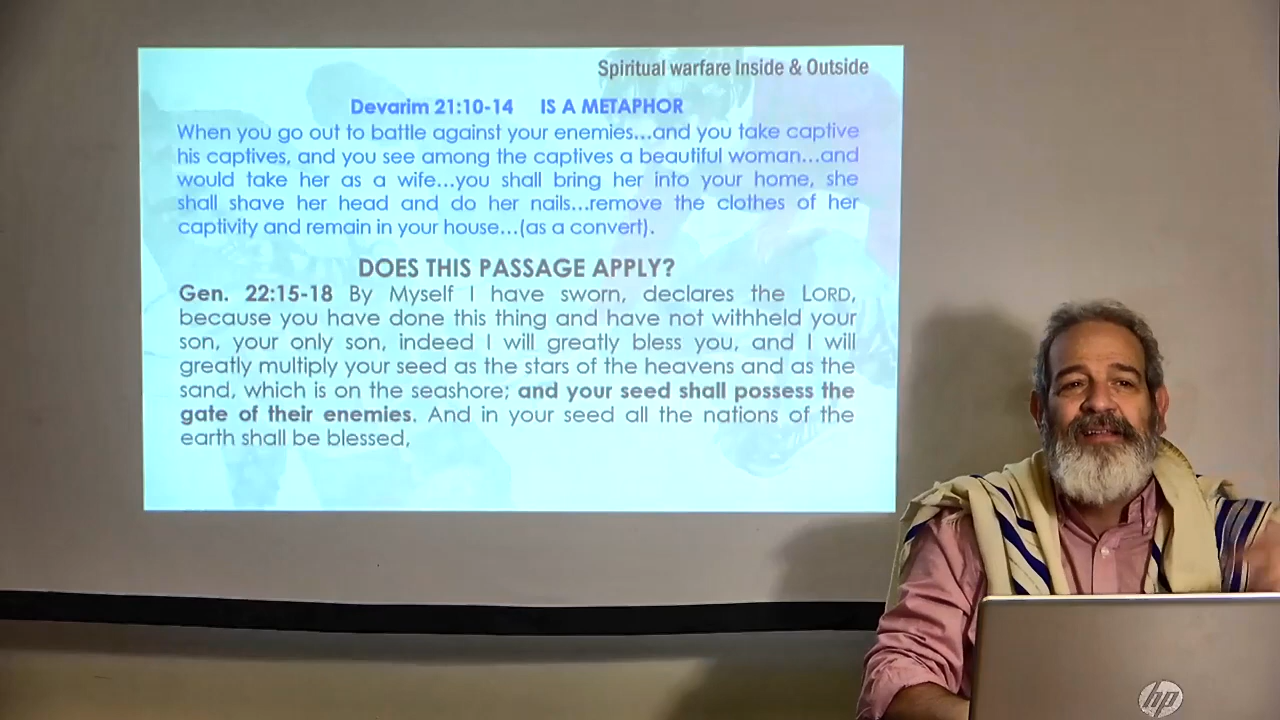 Spiritual warfare Inside & Outside
Devarim 21:10-14 IS A METAPHOR
When you go out to battle against your enemies...and you take captive
his captives, and you see among the captives a beautiful woman...and
would take her as a wife...you shall bring her into your home, she
shall shave her head and do her nails...remove the clothes of her
captivity and remain in your house...(as a convert).
DOES THIS PASSAGE APPLY?
Gen. 22:15-18 By Myself I have sworn, declares the LORD,
because you have done this thing and have not withheld your
son, your only son, indeed I will greatly bless you, and I will
greatly multiply your seed as the stars of the heavens and as the
sand, which is on the seashore; and your seed shall possess the
gate of their enemies. And in your seed all the nations of the
earth shall be blessed,
hp